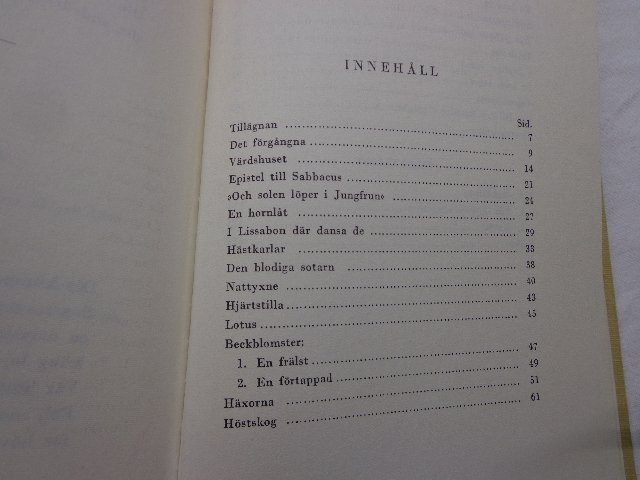 INNEHÅLL
Sid.
Tillägnan 7
Det förgångna 9
Värdshuset 14
Epistel till Sabbacus 21
»Och solen löper i Jungfrun» 24
En hornlåt 27
I Lissabon där dansa de 29
Hästkarlar 33
Den blodiga sotarn 38
Nattyxne 40
Hjärtstilla 43
Lotus 45
Beckblomster:
1. En frälst 47
2. En förtappad 49
Häxorna 51
Höstskog 61